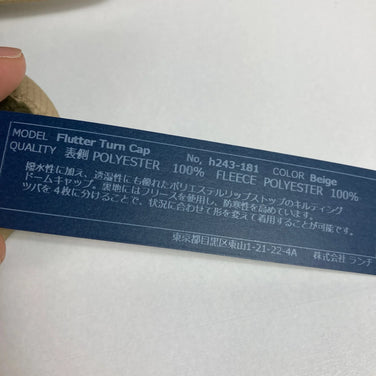 MODEL Flutter Turn Cap No, h243-181 COLOR Beige
QUALITY 表側 POLYESTER 100% FLEECE POLYESTER 100%
撥水性に加え、透湿性にも優れたポリエステルリップストップのキルティング
ドームキャップ。裏地にはフリースを使用し、防寒性を高めています。
ツバを4枚に分けることで、状況に合わせて形を変えて着用することが可能です。
東京都目黒区東山1-21-22-4A 株式会社 ランチ